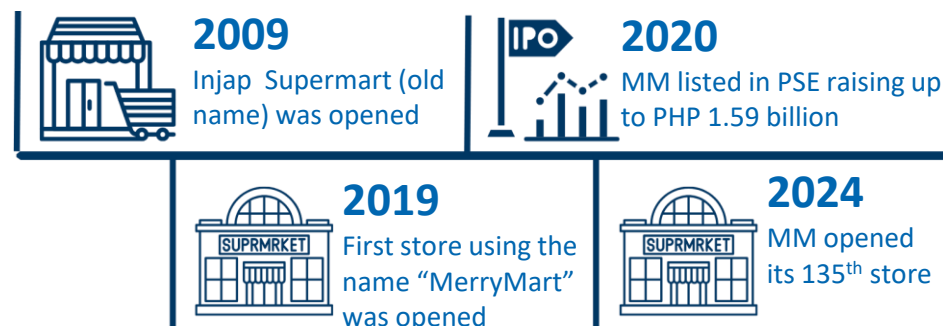 2009
Injap Supermart (old
name) was opened
IPO
2020
MM listed in PSE raising up
to PHP 1.59 billion
SUPRMRKET
2019
First store using the
name “MerryMart”
was opened
SUPRMRKET
2024
MM opened
its 135th store